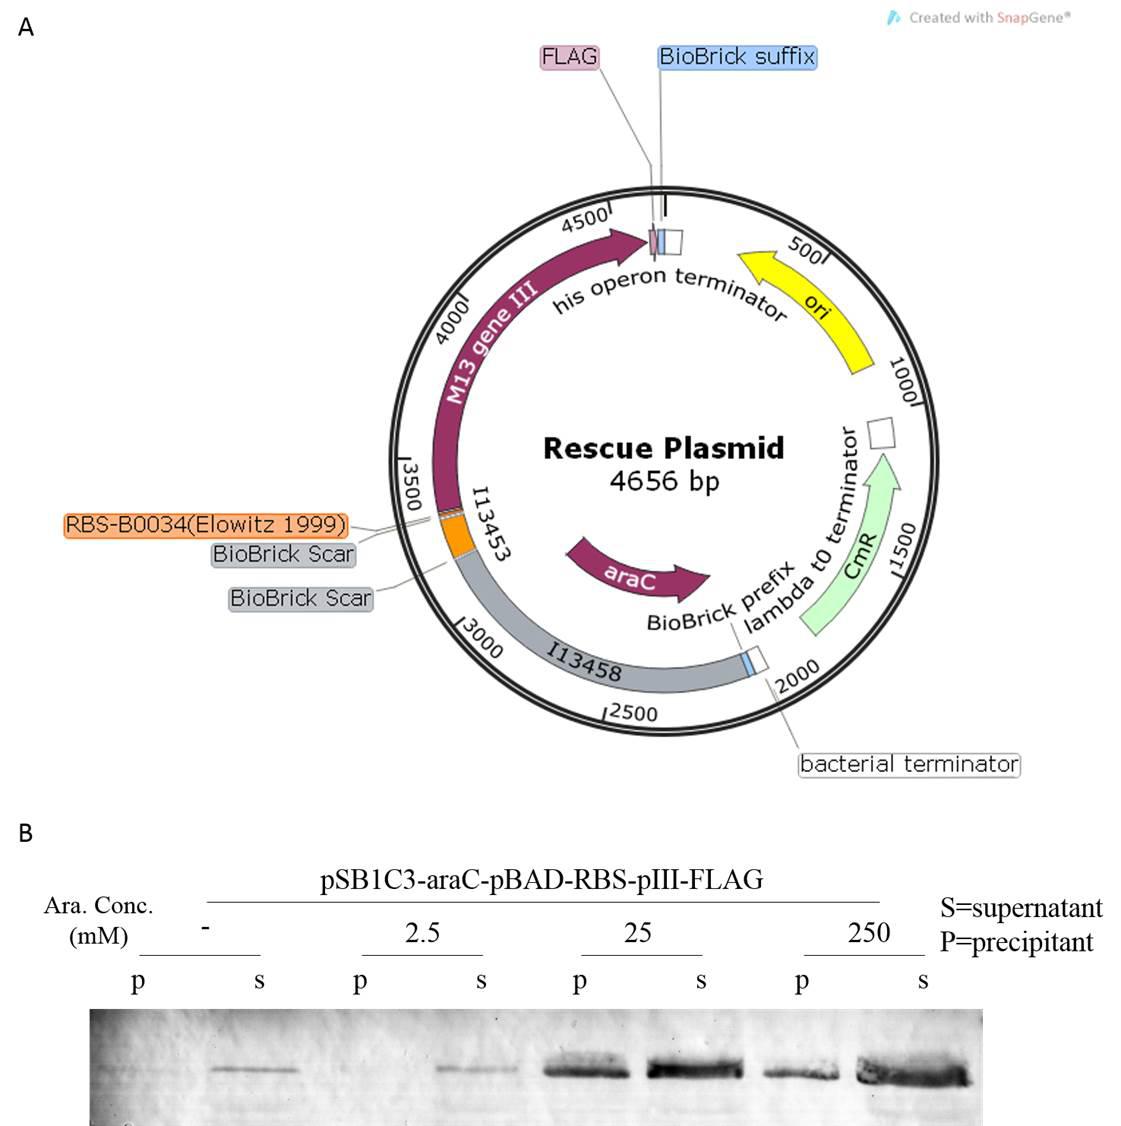 A
Created with SnapGene®
FLAG
BioBrick suffix
4500
500
his operon terminator
ori
4000
M13 gene III
1000
Rescue Plasmid
4656 bp
lambda t0 terminator
3500
I13453
RBS-B0034(Elowitz 1999)
BioBrick Scar
BioBrick Scar
CmR
1500
araC
BioBrick prefix
3000
I13458
2000
2500
bacterial terminator
B
pSB1C3-araC-pBAD-RBS-pIII-FLAG
Ara. Conc.
(mM)
- 2.5 25 250
S=supernatant
P=precipitant
p s p s p s p s